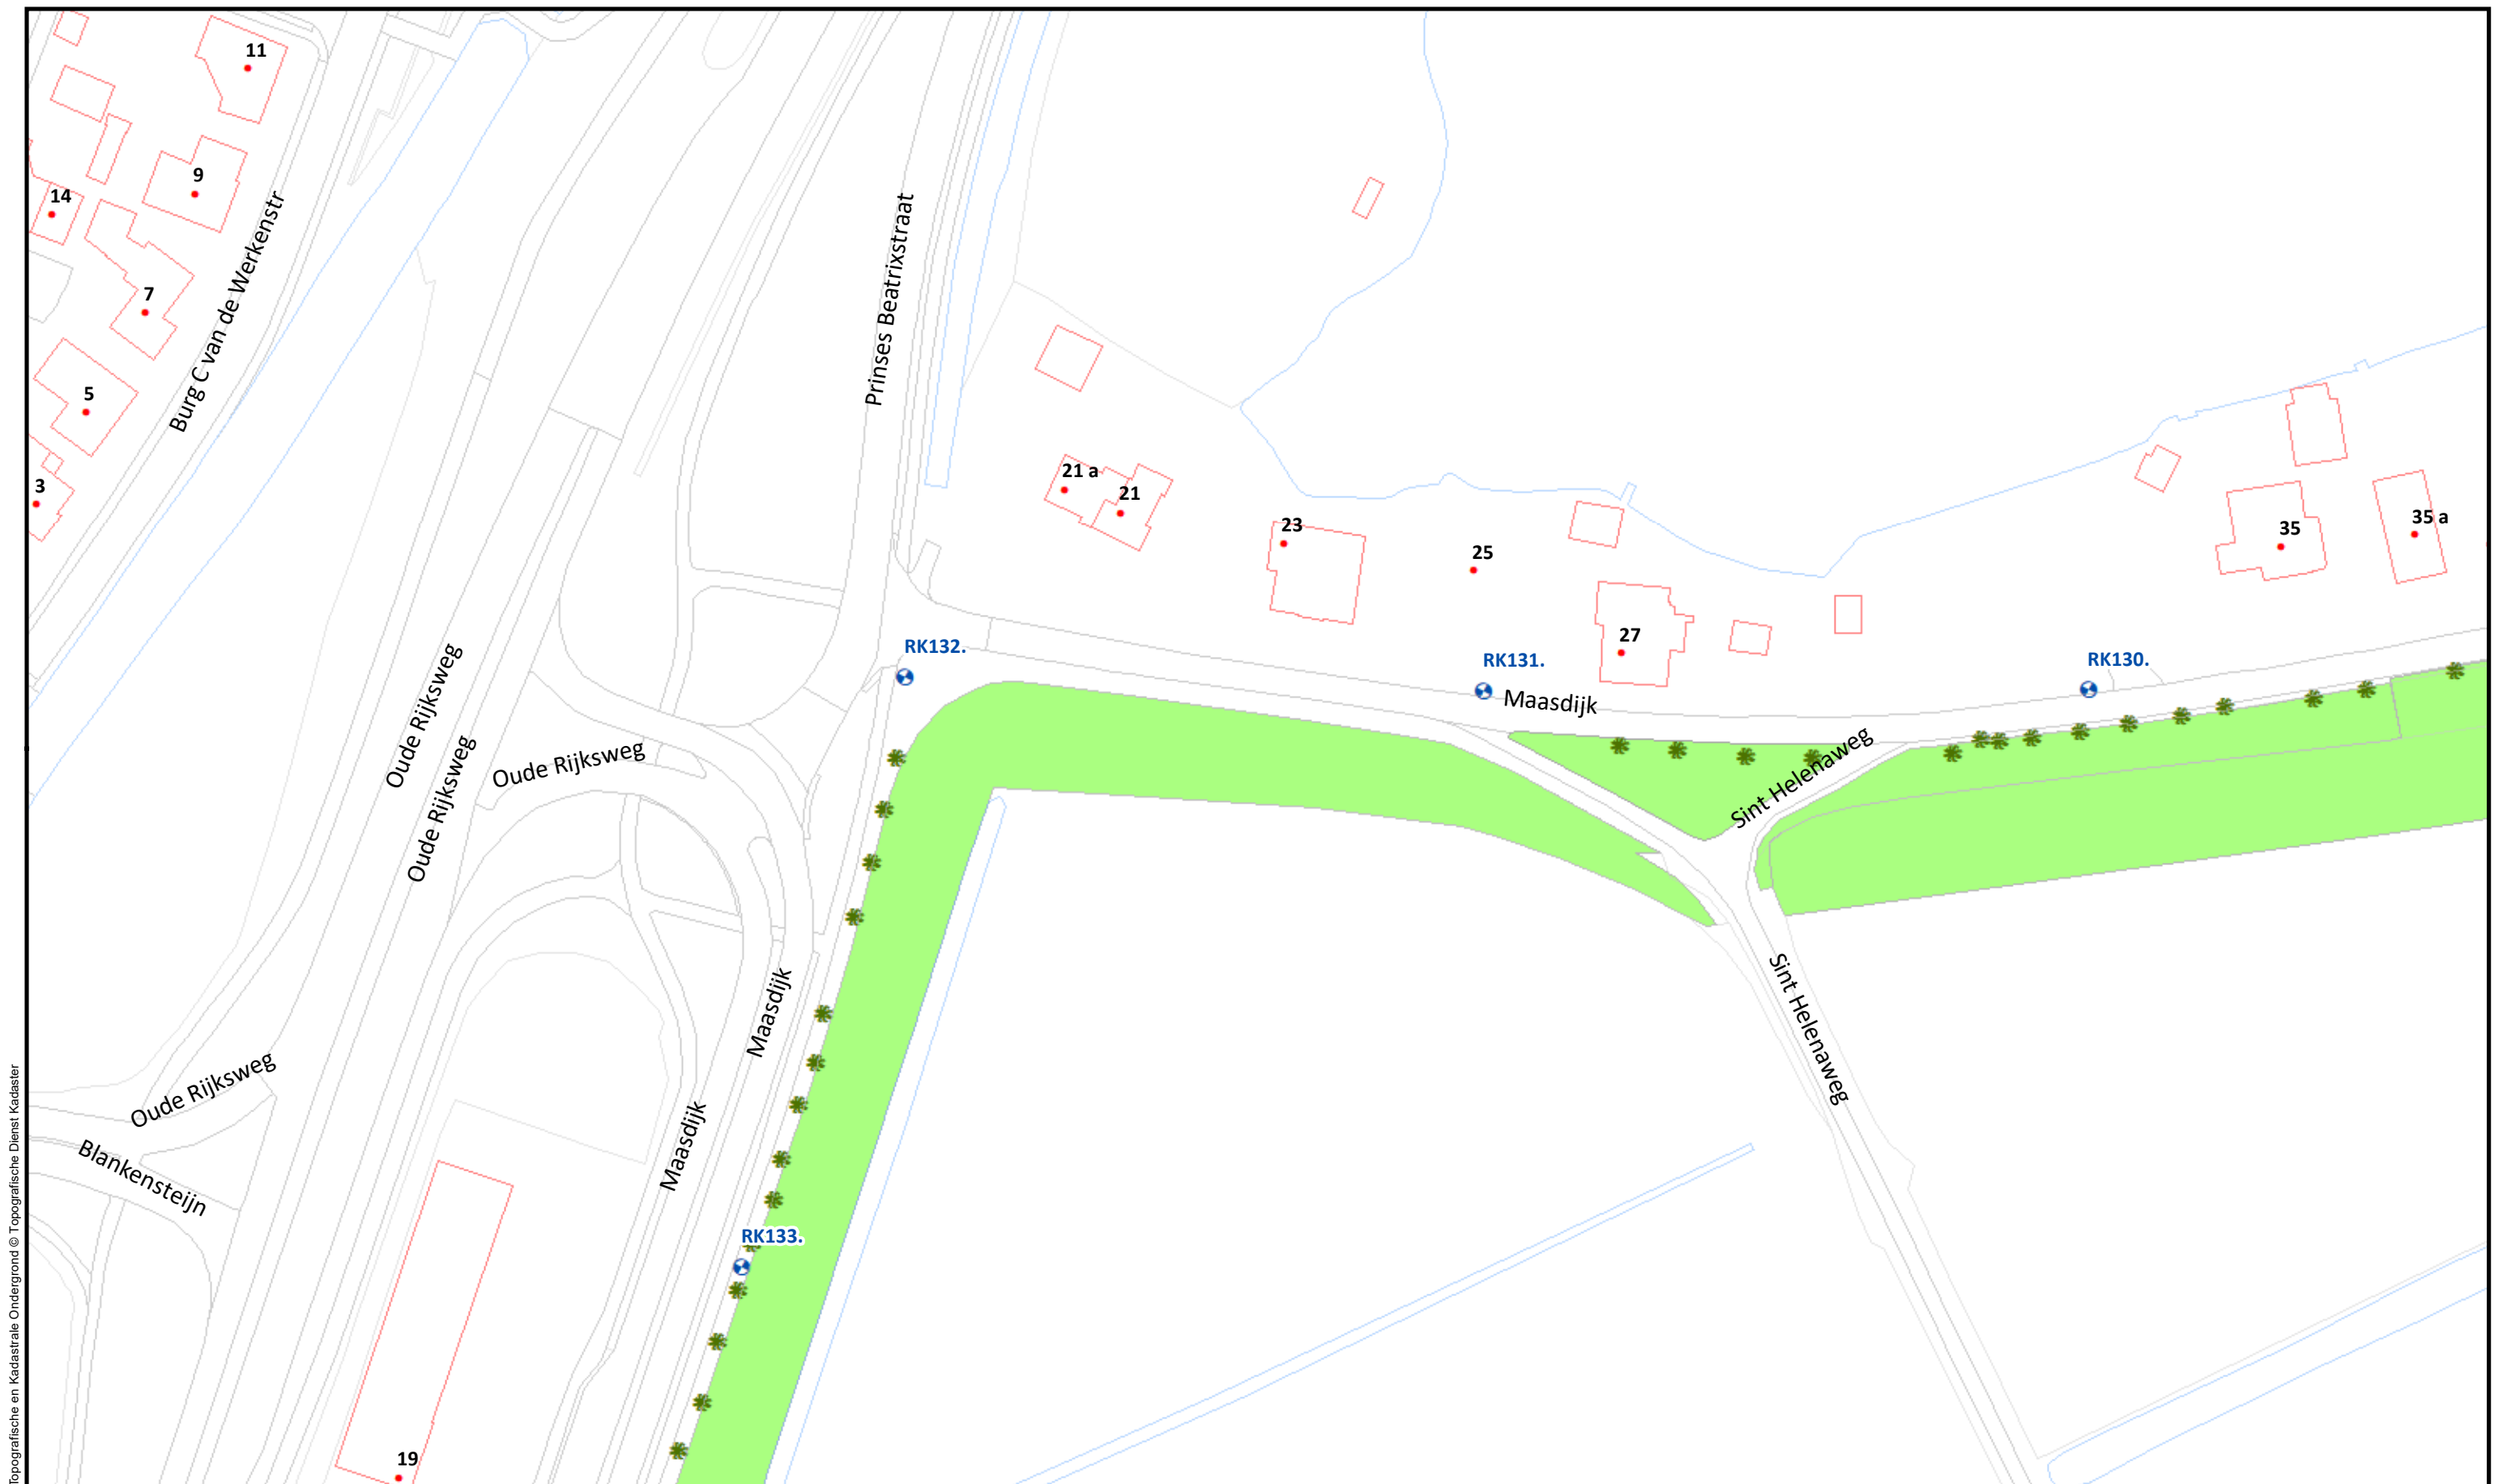 11
9
14
Burg C van de Werkenstr
Prinses Beatrixstraat
7
5
3
21 a
21
23
25
35
35 a
27
RK132.
RK131.
RK130.
Maasdijk
Oude Rijksweg
Oude Rijksweg
Oude Rijksweg
Sint Helenaweg
Sint Helenaweg
Maasdijk
Maasdijk
Oude Rijksweg
Blankensteijn
RK133.
19
Topografische en Kadastrale Ondergrond © Topografische Dienst Kadaster